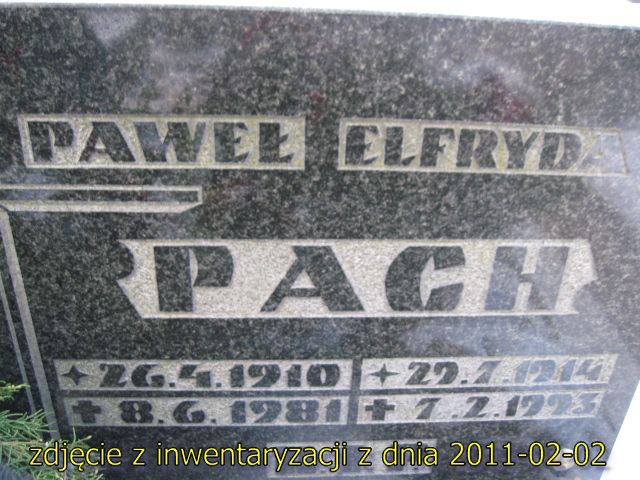 PAWEŁ ELFRYDA
PACH
26.4.1910 29.7.1914
✝ 8.6.1981 ✝ 7.2.1993
zdjęcie z inwentaryzacji z dnia 2011-02-02